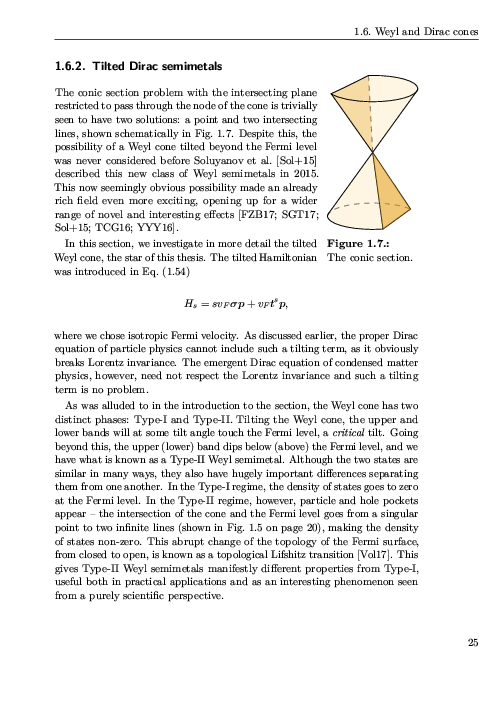 1.6. Weyl and Dirac cones
1.6.2. Tilted Dirac semimetals
The conic section problem with the intersecting plane
restricted to pass through the node of the cone is trivially
seen to have two solutions: a point and two intersecting
lines, shown schematically in Fig. 1.7. Despite this, the
possibility of a Weyl cone tilted beyond the Fermi level
was never considered before Soluyanov et al. [Sol+15]
described this new class of Weyl semimetals in 2015.
This now seemingly obvious possibility made an already
rich field even more exciting, opening up for a wider
range of novel and interesting effects [FZB17; SGT17;
Sol+15; TCG16; YYY16].
In this section, we investigate in more detail the tilted
Weyl cone, the star of this thesis. The tilted Hamiltonian
was introduced in Eq. (1.54)
Figure 1.7.:
The conic section.
H_s = sv_Fσp + v_Ft^sp,
where we chose isotropic Fermi velocity. As discussed earlier, the proper Dirac
equation of particle physics cannot include such a tilting term, as it obviously
breaks Lorentz invariance. The emergent Dirac equation of condensed matter
physics, however, need not respect the Lorentz invariance and such a tilting
term is no problem.
As was alluded to in the introduction to the section, the Weyl cone has two
distinct phases: Type-I and Type-II. Tilting the Weyl cone, the upper and
lower bands will at some tilt angle touch the Fermi level, a critical tilt. Going
beyond this, the upper (lower) band dips below (above) the Fermi level, and we
have what is known as a Type-II Weyl semimetal. Although the two states are
similar in many ways, they also have hugely important differences separating
them from one another. In the Type-I regime, the density of states goes to zero
at the Fermi level. In the Type-II regime, however, particle and hole pockets
appear – the intersection of the cone and the Fermi level goes from a singular
point to two infinite lines (shown in Fig. 1.5 on page 20), making the density
of states non-zero. This abrupt change of the topology of the Fermi surface,
from closed to open, is known as a topological Lifshitz transition [Vol17]. This
gives Type-II Weyl semimetals manifestly different properties from Type-I,
useful both in practical applications and as an interesting phenomenon seen
from a purely scientific perspective.
25